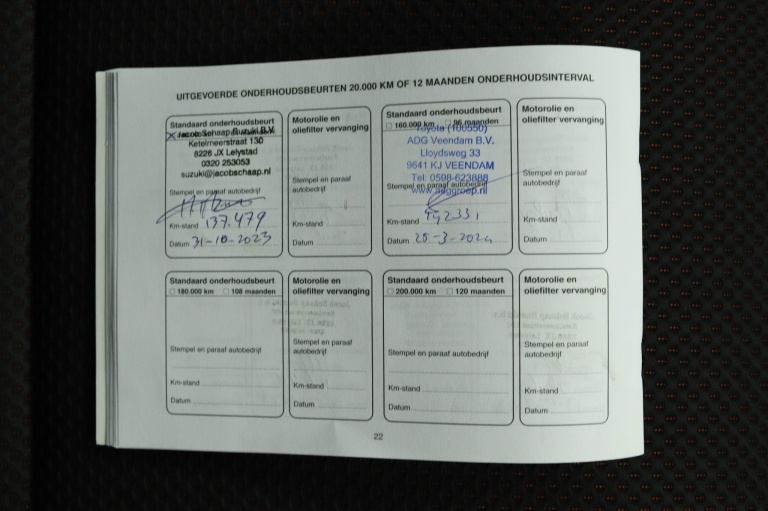 UITGEVOERDE ONDERHOUDSBEURTEN 20.000 KM OF 12 MAANDEN ONDERHOUDSINTERVAL
Standaard onderhoudsbeurt
Jacob Schaap Suzuki B.V.
Ketelmeerstraat 130
8226 JX Lelystad
0320 253053
suzuki@jacobschaap.nl
Stempel en paraaf autobedrijf
Km-stand 137.479
Datum 31-10-2023
Motorolie en
oliefilter vervanging
Stempel en paraaf
autobedrijf
Km-stand
Datum
Standaard onderhoudsbeurt
160.000 km 96 maanden
Toyota (100550)
ADG Veendam B.V.
Lloydsweg 33
9641 KJ VEENDAM
Tel: 0598-623888
Stempel en paraaf autobedrijf
www.adggroep.nl
Km-stand
Datum 25-3-2024
Motorolie en
oliefilter vervanging
Stempel en paraaf
autobedrijf
Km-stand
Datum
Standaard onderhoudsbeurt
180.000 km 108 maanden
Stempel en paraaf autobedrijf
Km-stand
Datum
Motorolie en
oliefilter vervanging
Stempel en paraaf
autobedrijf
Km-stand
Datum
Standaard onderhoudsbeurt
200.000 km 120 maanden
Stempel en paraaf autobedrijf
Km-stand
Datum
Motorolie en
oliefilter vervanging
Stempel en paraaf
autobedrijf
Km-stand
Datum
22